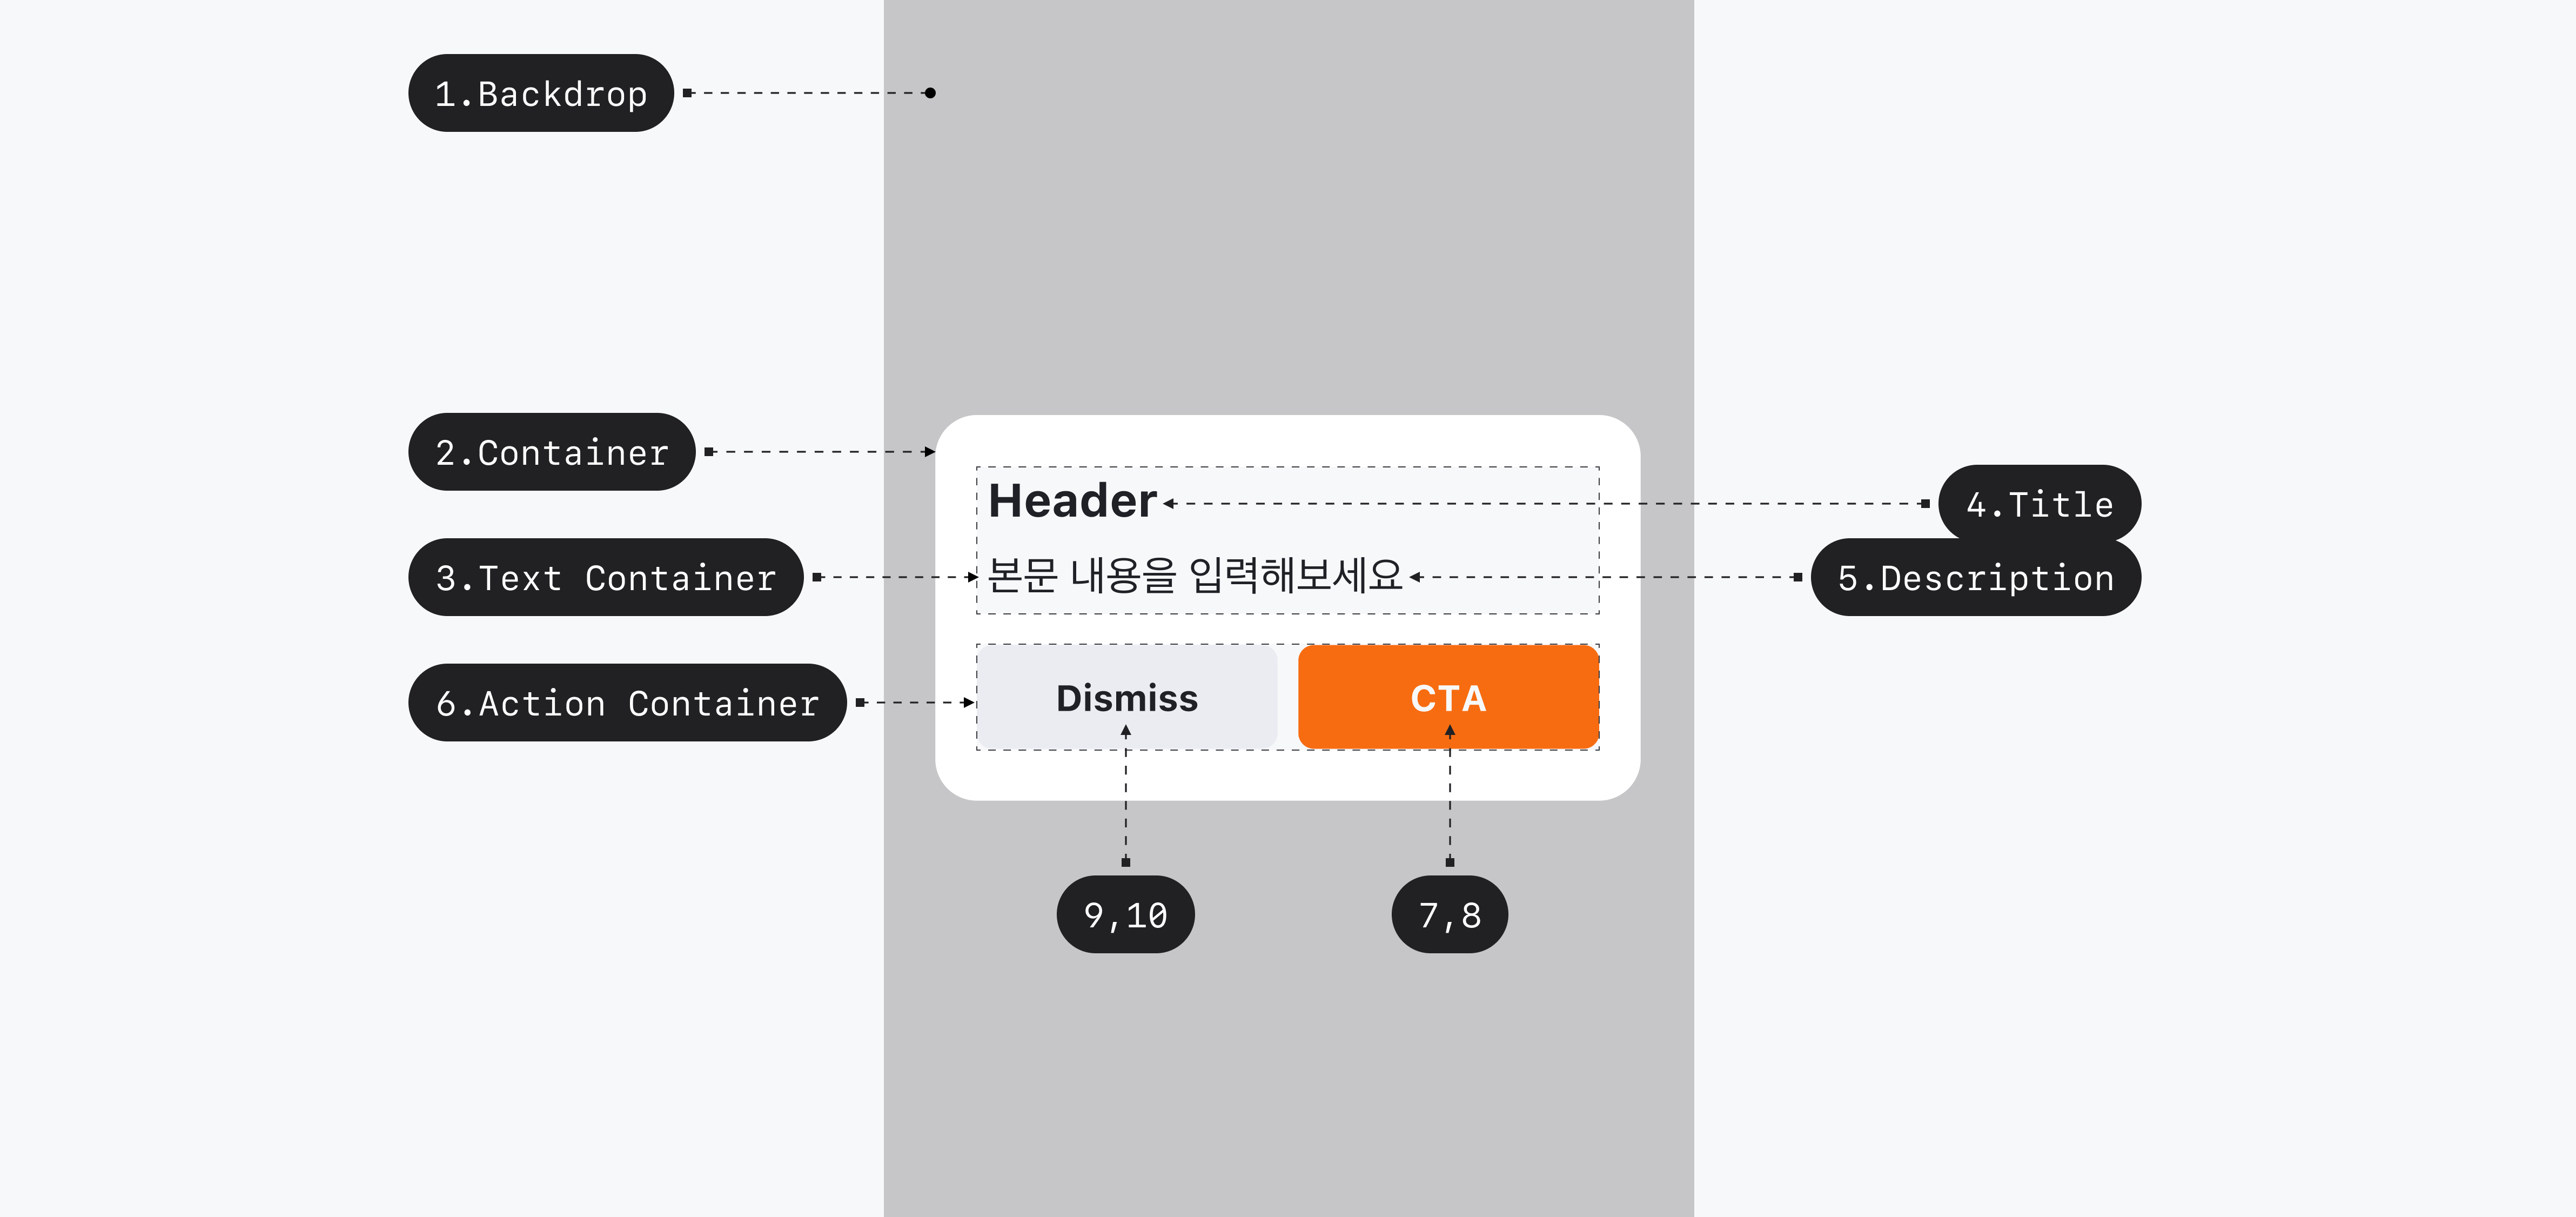 1.Backdrop
2.Container
Header
4.Title
3.Text Container
본문 내용을 입력해보세요
5.Description
6.Action Container
Dismiss
CTA
9,10
7,8